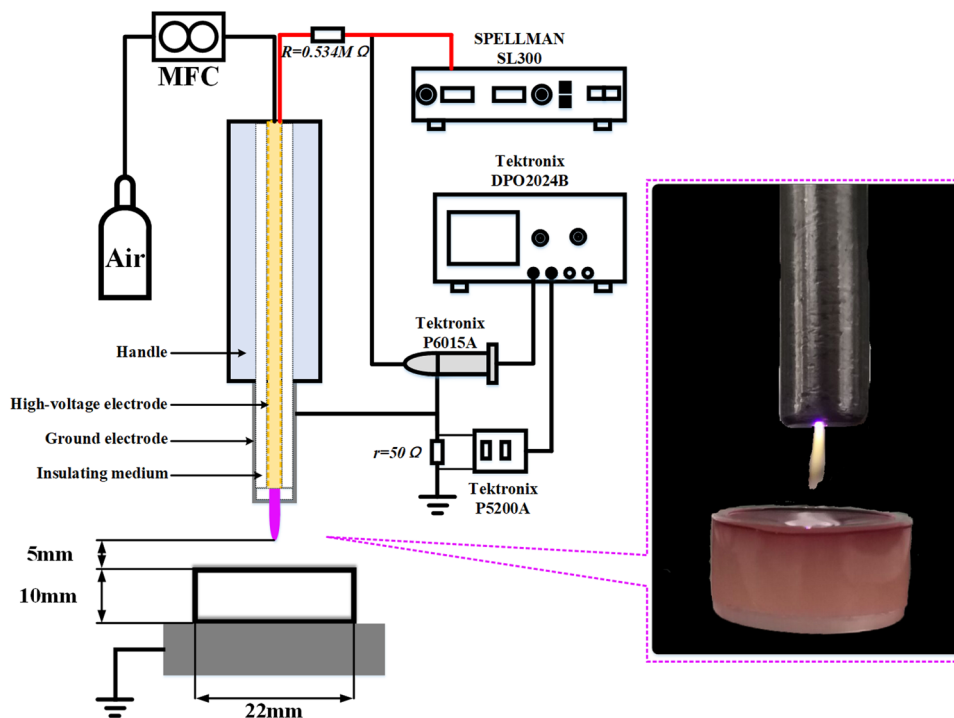 MFC
R=0.534M Ω
SPELLMAN
SL300
Tektronix
DPO2024B
Air
Tektronix
P6015A
Handle
High-voltage electrode
Ground electrode
Insulating medium
r=50 Ω
Tektronix
P5200A
5mm
10mm
22mm